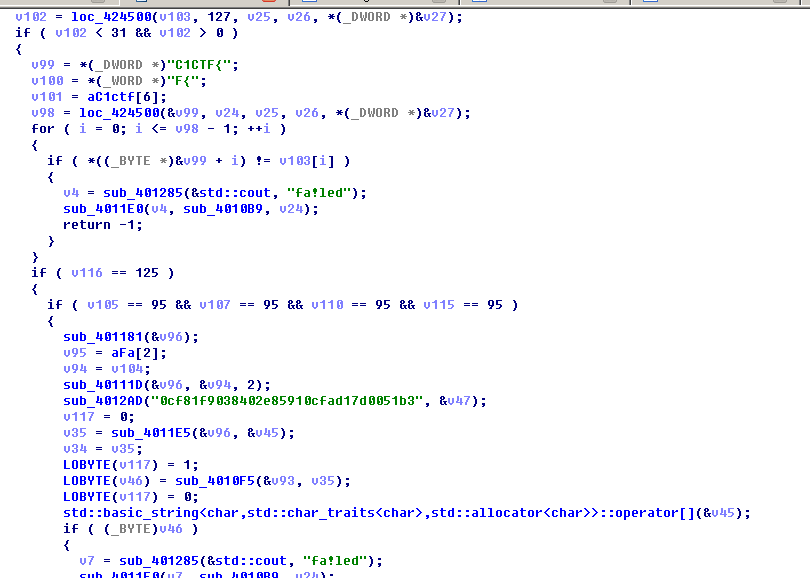 v102 = loc_424500(v103, 127, v25, v26, *(_DWORD *)&v27);
if ( v102 < 31 && v102 > 0 )
{
v99 = *(_DWORD *)"C1CTF{";
v100 = *(_WORD *)"F{";
v101 = aC1ctf[6];
v98 = loc_424500(&v99, v24, v25, v26, *(_DWORD *)&v27);
for ( i = 0; i <= v98 - 1; ++i )
{
if ( *((_BYTE *)&v99 + i) != v103[i] )
{
v4 = sub_401285(&std::cout, "fa!led");
sub_4011E0(v4, sub_4010B9, v24);
return -1;
}
}
if ( v116 == 125 )
{
if ( v105 == 95 && v107 == 95 && v110 == 95 && v115 == 95 )
{
sub_401181(&v96);
v95 = aFa[2];
v94 = v104;
sub_40111D(&v96, &v94, 2);
sub_4012AD("0cf81f9038402e85910cfad17d0051b3", &v47);
v117 = 0;
v35 = sub_4011E5(&v96, &v45);
v34 = v35;
LOBYTE(v117) = 1;
LOBYTE(v46) = sub_4010F5(&v93, v35);
LOBYTE(v117) = 0;
std::basic_string<char,std::char_traits<char>,std::allocator<char>>::operator[](&v45);
if ( (_BYTE)v46 )
{
v7 = sub_401285(&std::cout, "fa!led");
sub_4011E0(v7, sub_4010B9, v24);